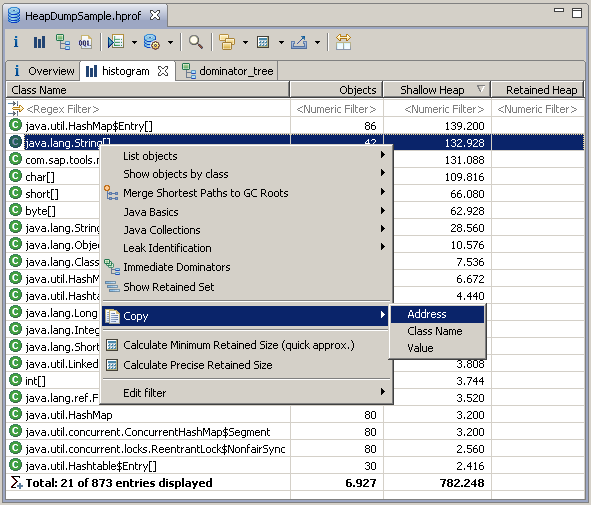 HeapDumpSample.hprof
Overview histogram dominator_tree
Class Name Objects Shallow Heap Retained Heap
<Regex Filter> <Numeric Filter> <Numeric Filter> <Numeric Filter>
java.util.HashMap$Entry[] 86 139.200
java.lang.String[] 42 132.928
com.sap.tools. 131.088
char[] 109.816
short[] 66.080
byte[] 62.928
java.lang.Strin 28.560
java.lang.Obje 10.576
java.lang.Class 7.536
java.util.HashM 6.672
java.util.Hashta 4.440
java.lang.Long
java.lang.Integ
java.lang.Short
java.util.Linked 3.808
int[] 3.744
java.lang.ref.F 3.520
java.util.HashMap 80 3.200
java.util.concurrent.ConcurrentHashMap$Segment 80 3.200
java.util.concurrent.locks.ReentrantLock$NonfairSync 80 2.560
java.util.Hashtable$Entry[] 30 2.416
Total: 21 of 873 entries displayed 6.927 782.248
List objects
Show objects by class
Merge Shortest Paths to GC Roots
Java Basics
Java Collections
Leak Identification
Immediate Dominators
Show Retained Set
Copy
Calculate Minimum Retained Size (quick approx.)
Calculate Precise Retained Size
Edit filter
Address
Class Name
Value